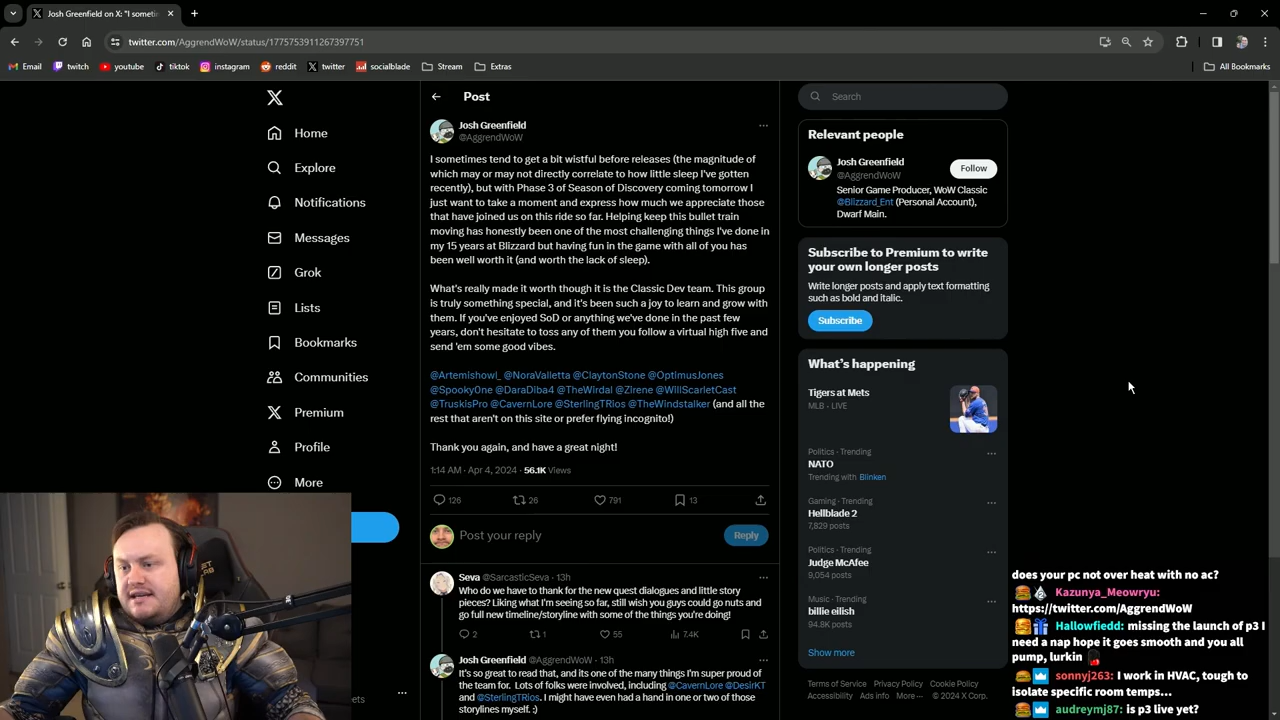 Josh Greenfield on X: "I someti
twitter.com/AggrendWoW/status/1775753911267397751
Email
twitch
youtube
tiktok
instagram
reddit
twitter
socialblade
Stream
Extras
All Bookmarks
Home
Explore
Notifications
Messages
Grok
Lists
Bookmarks
Communities
Premium
Profile
More
Post
Josh Greenfield
@AggrendWoW
I sometimes tend to get a bit wistful before releases (the magnitude of
which may or may not directly correlate to how little sleep I've gotten
recently), but with Phase 3 of Season of Discovery coming tomorrow I
just want to take a moment and express how much we appreciate those
that have joined us on this ride so far. Helping keep this bullet train
moving has honestly been one of the most challenging things I've done in
my 15 years at Blizzard but having fun in the game with all of you has
been well worth it (and worth the lack of sleep).
What's really made it worth though it is the Classic Dev team. This group
is truly something special, and it's been such a joy to learn and grow with
them. If you've enjoyed SoD or anything we've done in the past few
years, don't hesitate to toss any of them you follow a virtual high five and
send 'em some good vibes.
@ArtemIshowl_ @NoraValletta @ClaytonStone @OptImusJones
@SpookyOne @DaraDiba4 @TheWirdal @Zirene @WillScarletCast
@TruskisPro @CavernLore @SterlingTRios @TheWindstalker (and all the
rest that aren't on this site or prefer flying incognito!)
Thank you again, and have a great night!
1:14 AM · Apr 4, 2024 · 56.1K Views
126
26
791
13
Post your reply
Reply
Seva @SarcasticSeva · 13h
Who do we have to thank for the new quest dialogues and little story
pieces? Liking what I'm seeing so far, still wish you guys could go nuts and
go full new timeline/storyline with some of the things you're doing!
2
1
55
7.4K
Josh Greenfield @AggrendWoW · 13h
It's so great to read that, and its one of the many things I'm super proud of
the team for. Lots of folks were involved, including @CavernLore @DesirKT
and @SterlingTRios. I might have even had a hand in one or two of those
storylines myself. :)
Search
Relevant people
Josh Greenfield
@AggrendWoW
Follow
Senior Game Producer, WoW Classic
@Blizzard_Ent (Personal Account),
Dwarf Main.
Subscribe to Premium to write
your own longer posts
Write longer posts and apply text formatting
such as bold and italic.
Subscribe
What's happening
Tigers at Mets
MLB · LIVE
Politics · Trending
NATO
Trending with Blinken
Gaming · Trending
Hellblade 2
7,829 posts
Politics · Trending
Judge McAfee
9,054 posts
Music · Trending
billie eilish
94.8K posts
Show more
Terms of Service Privacy Policy Cookie Policy
Accessibility Ads info More ··· © 2024 X Corp.
does your pc not over heat with no ac?
Kazunya_Meowryu:
https://twitter.com/AggrendWoW
Hallowfiedd: missing the launch of p3 I
need a nap hope it goes smooth and you all
pump, lurkin
sonnyj263: I work in HVAC, tough to
isolate specific room temps...
audreymj87: is p3 live yet?